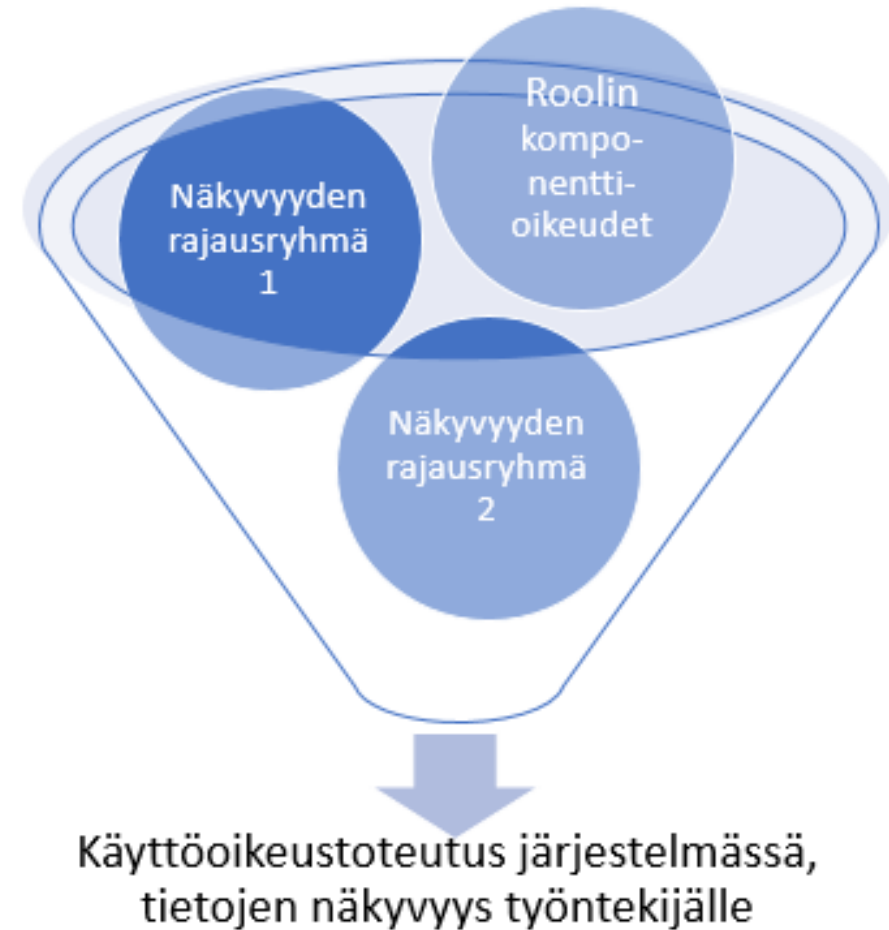 Roolin
kompo-
nentti-
oikeudet
Näkyvyyden
rajausryhmä
1
Näkyvyyden
rajausryhmä
2
Käyttöoikeustoteutus järjestelmässä,
tietojen näkyvyys työntekijälle